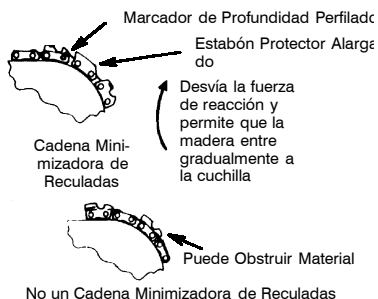 Marcador de Profundidad Perfilado
Estabón Protector Alarga
do
Desvía la fuerza
de reacción y
permite que la
madera entre
gradualmente a
la cuchilla
Cadena Mini-
mizadora de
Reculadas
Puede Obstruir Material
No un Cadena Minimizadora de Reculadas